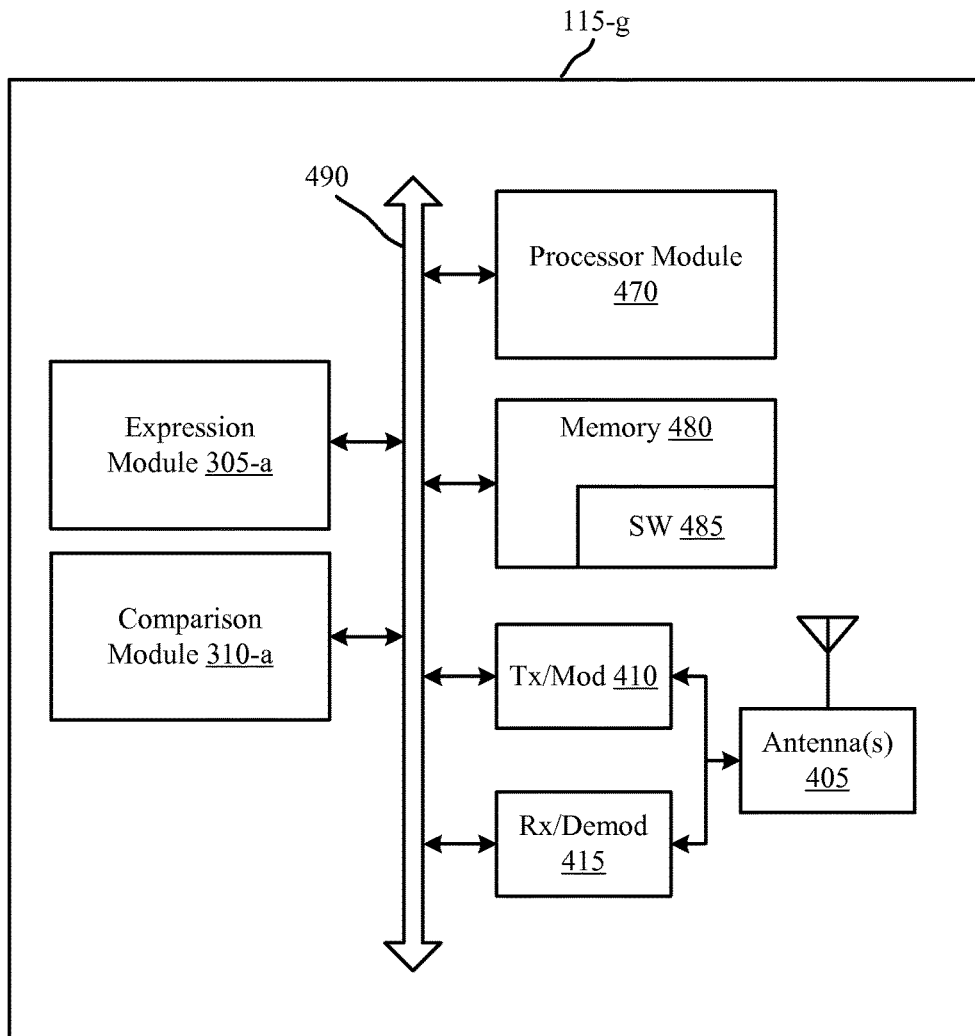 115-g
490
Processor Module
470
Expression
Module 305-a
Memory 480
SW 485
Comparison
Module 310-a
Tx/Mod 410
Antenna(s)
405
Rx/Demod
415